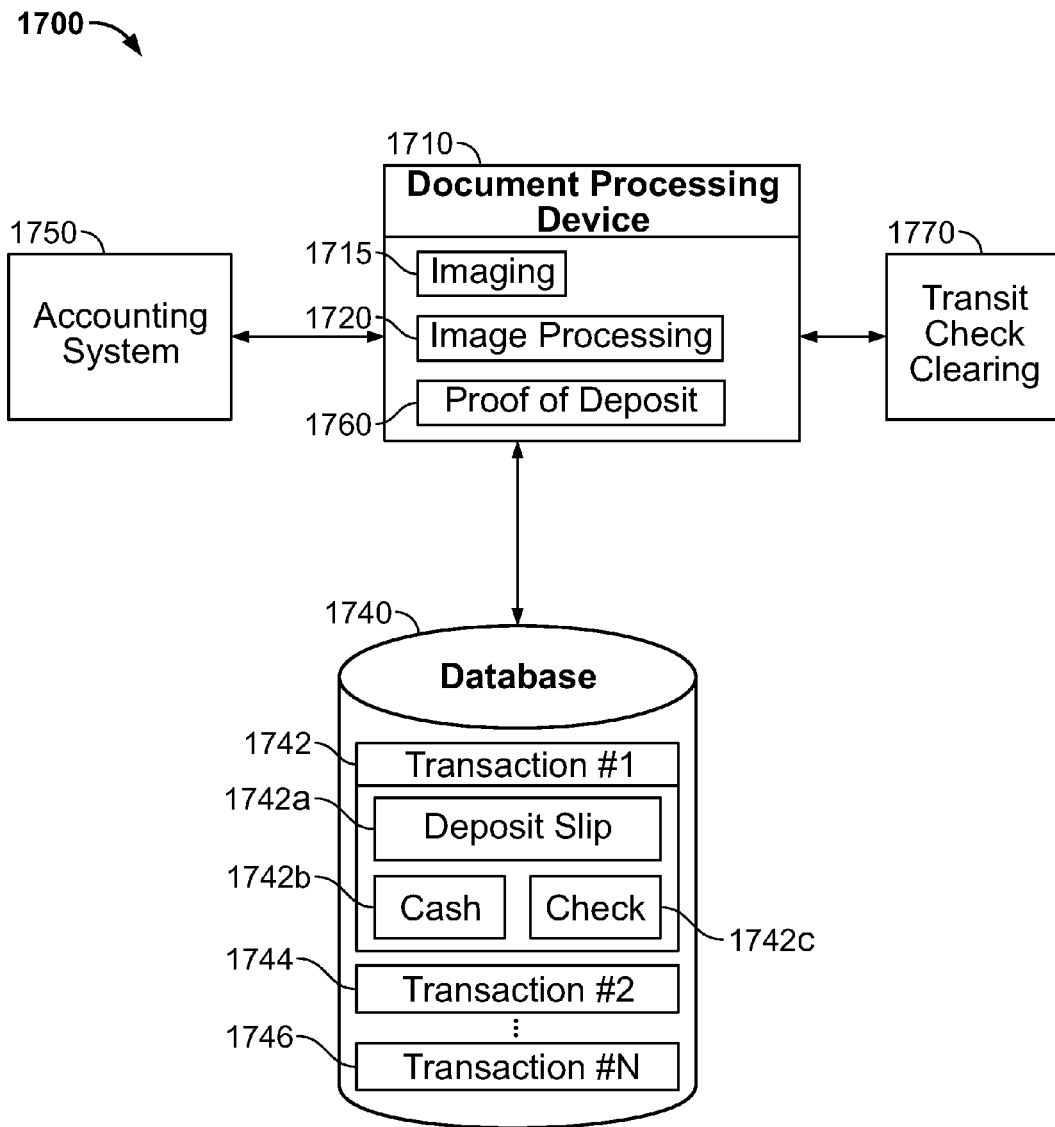 1700
1710
Document Processing
Device
1750
Accounting
System
1715
Imaging
1720
Image Processing
1760
Proof of Deposit
1770
Transit
Check
Clearing
1740
Database
1742
Transaction #1
1742a
Deposit Slip
1742b
Cash
Check
1742c
1744
Transaction #2
⋮
1746
Transaction #N